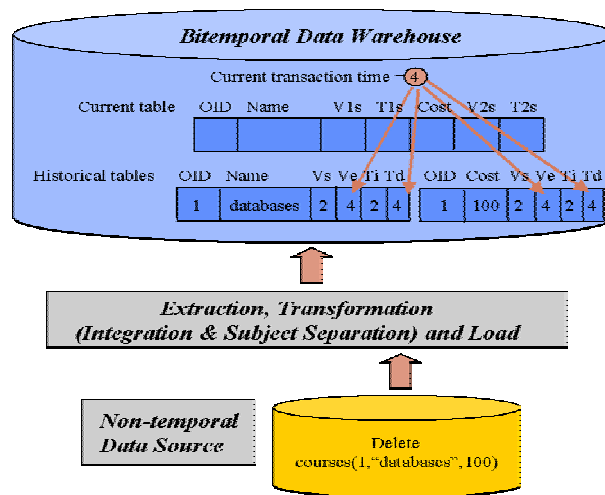 Bitemporal Data Warehouse
Current transaction time
4
Current table
OID Name V1s T1s Cost V2s T2s
Historical tables
OID Name Vs Ve Ti Td OID Cost Vs Ve Ti Td
1 databases 2 4 2 4 1 100 2 4 2 4
Extraction, Transformation
(Integration & Subject Separation) and Load
Non-temporal
Data Source
Delete
courses(1,“databases”,100)